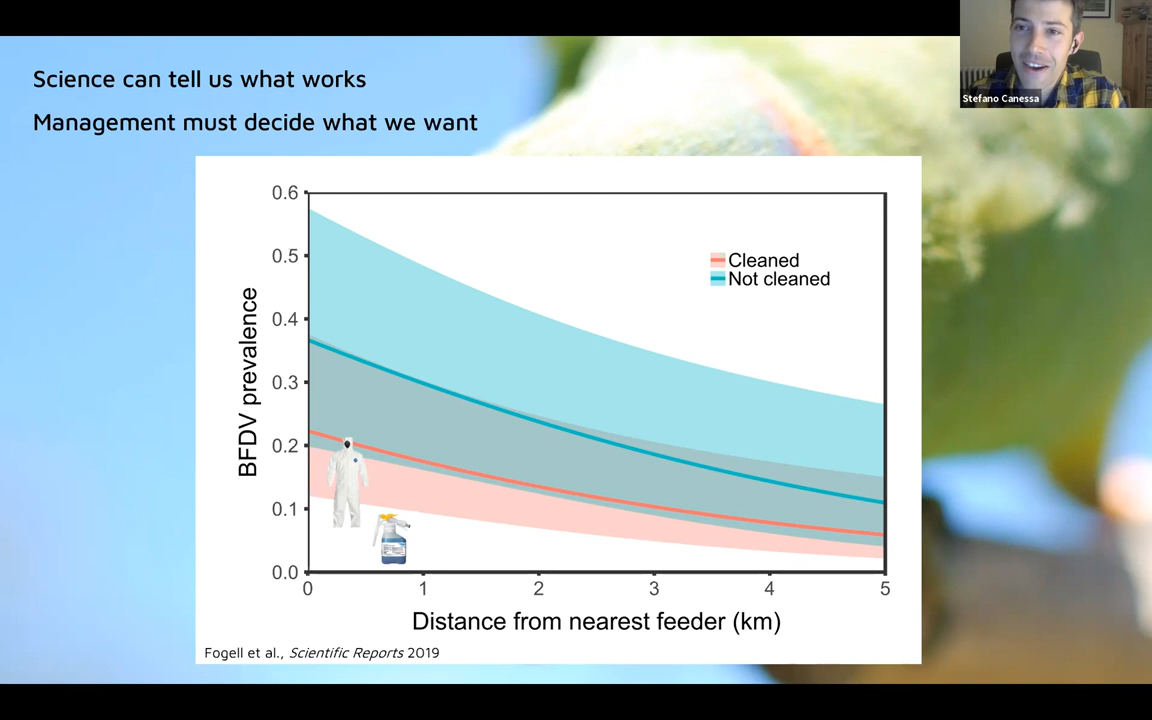 Science can tell us what works
Management must decide what we want
Stefano Canessa
0.6
0.5
0.4
0.3
0.2
0.1
0.0
BFDV prevalence
Cleaned
Not cleaned
0 1 2 3 4 5
Distance from nearest feeder (km)
Fogell et al., Scientific Reports 2019